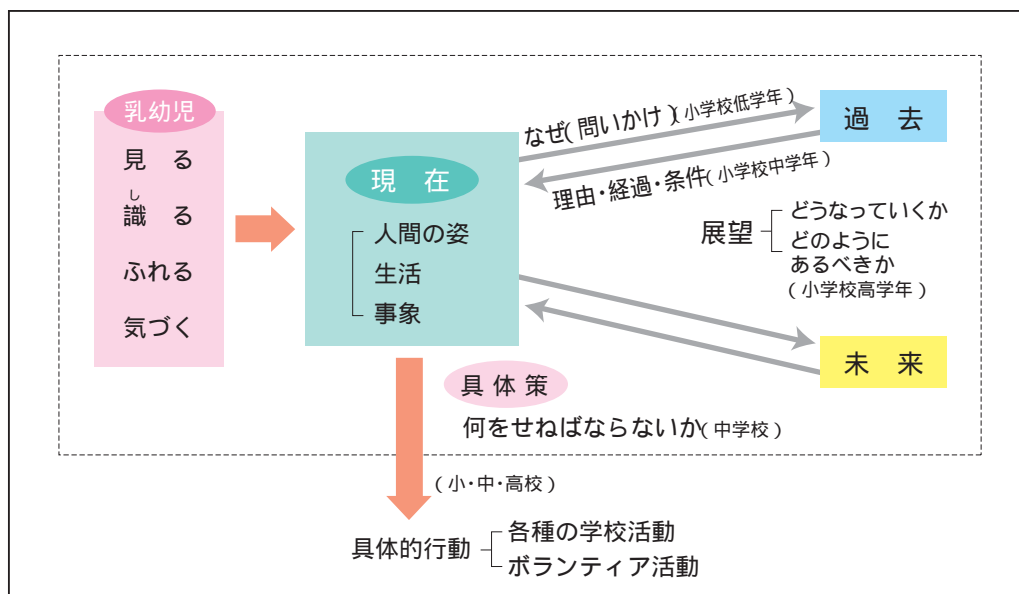 乳幼児
見　る
し
識　る
ふれる
気づく
現　在
人間の姿
生活
事象
なぜ(問いかけ)(小学校低学年)
理由・経過・条件(小学校中学年)
過　去
展望
どうなっていくか
どのように
あるべきか
(小学校高学年)
未　来
具 体 策
何をせねばならないか(中学校)
(小・中・高校)
具体的行動
各種の学校活動
ボランティア活動